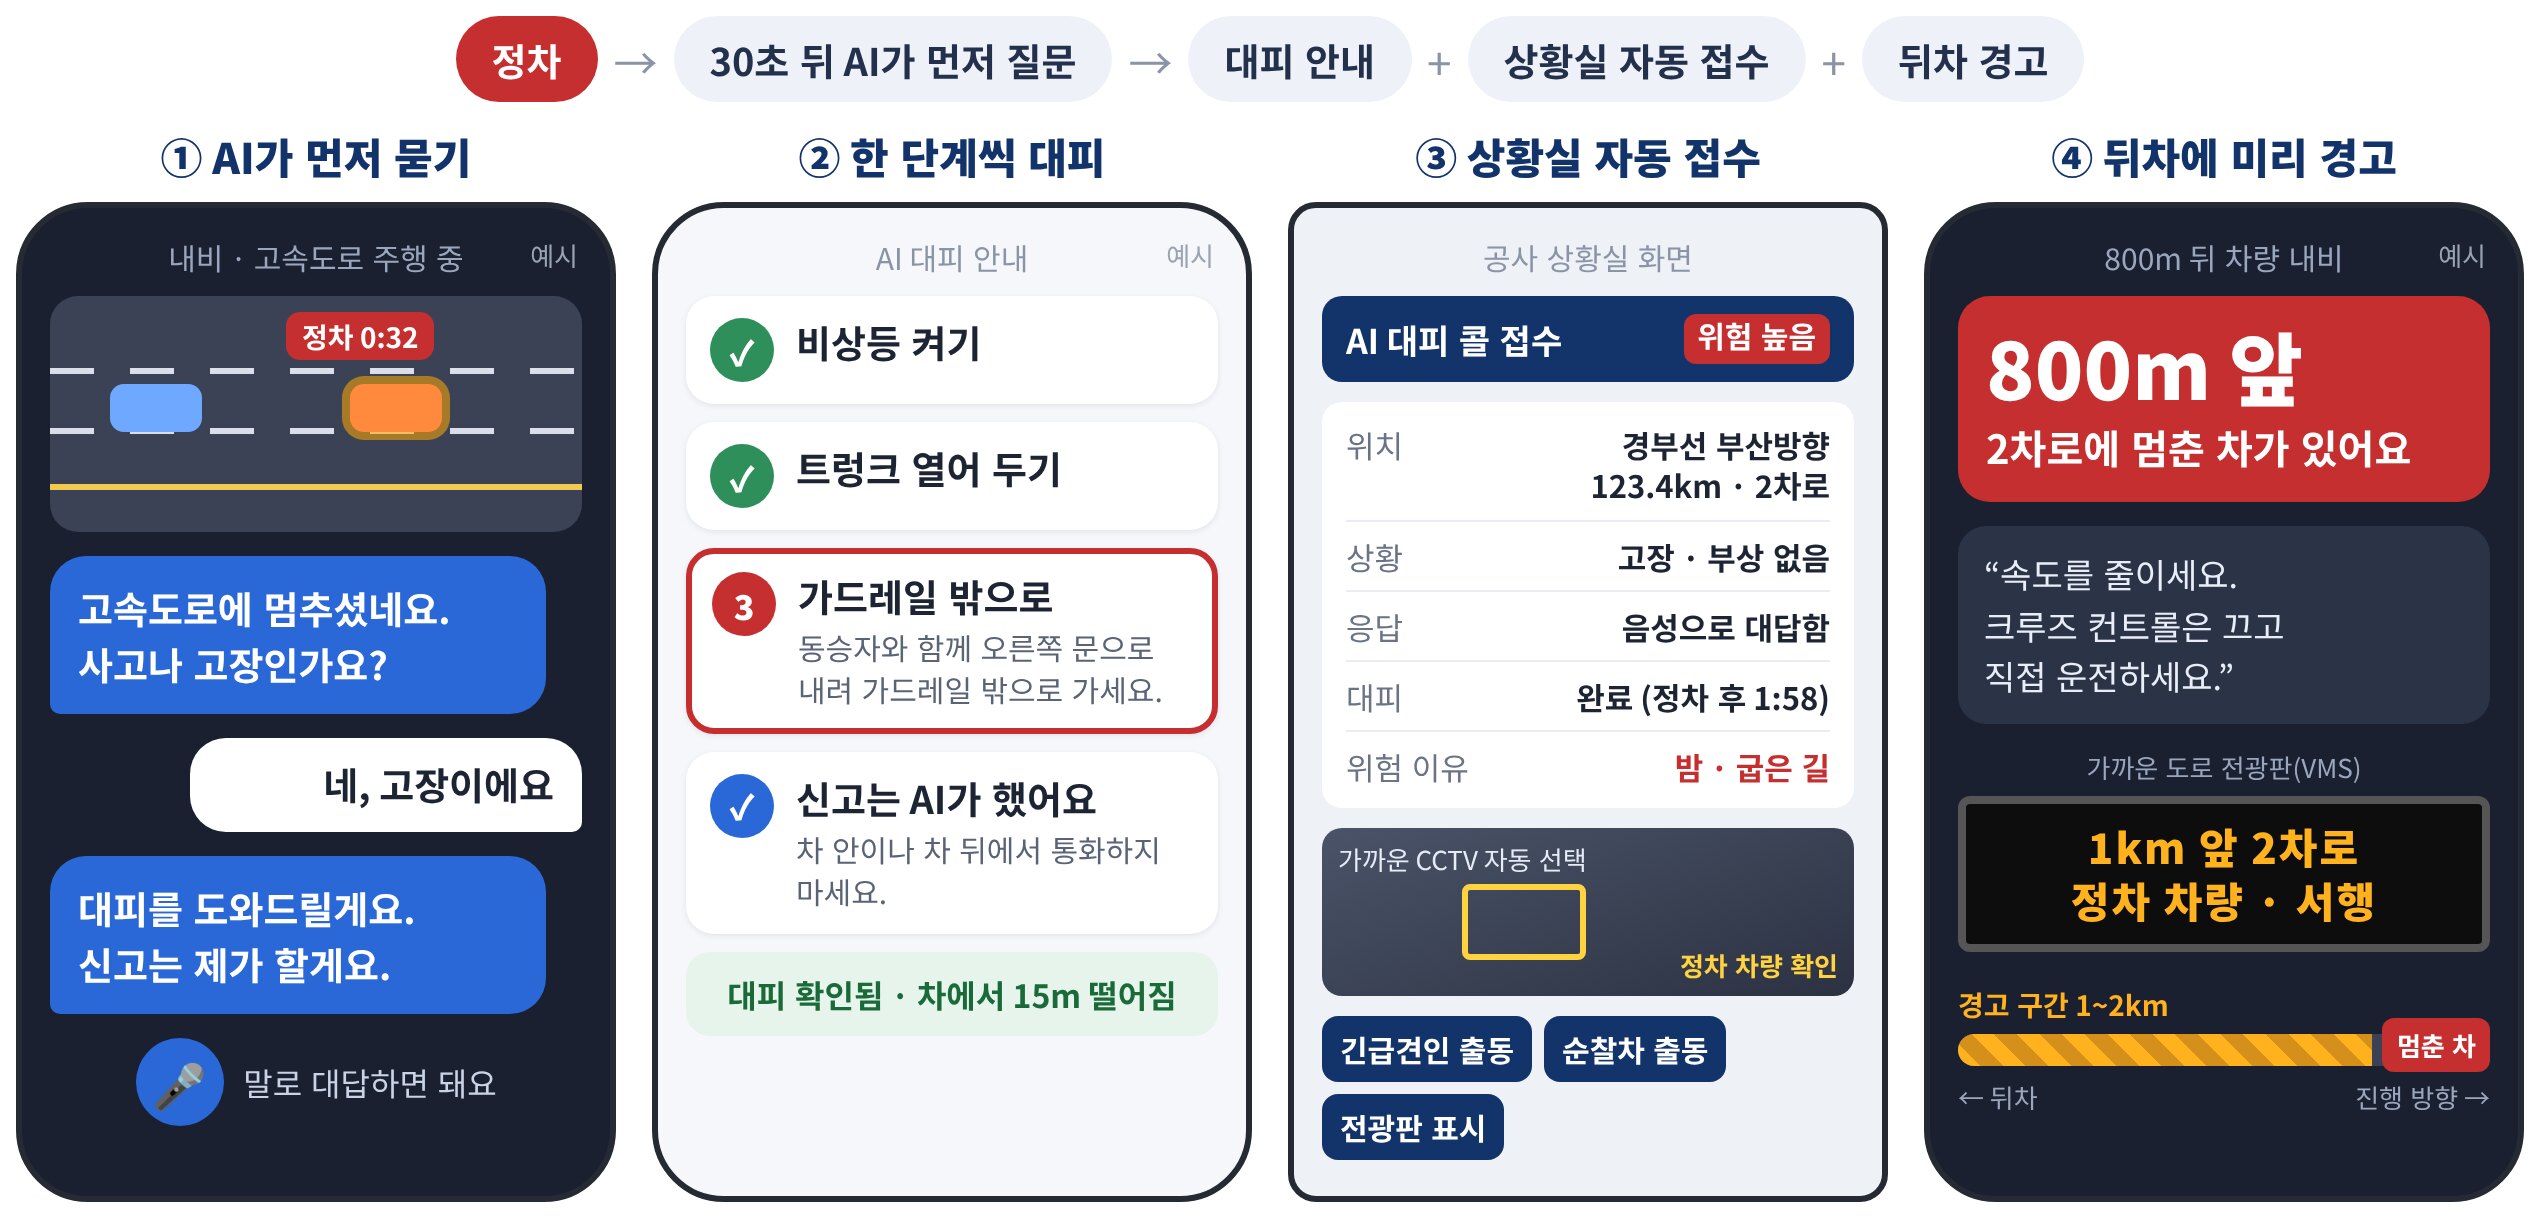 정차 → 30초 뒤 AI가 먼저 질문 → 대피 안내 + 상황실 자동 접수 + 뒤차 경고
① AI가 먼저 묻기
내비 · 고속도로 주행 중
예시
정차 0:32
고속도로에 멈추셨네요.
사고나 고장인가요?
네, 고장이에요
대피를 도와드릴게요.
신고는 제가 할게요.
말로 대답하면 돼요
② 한 단계씩 대피
AI 대피 안내
예시
✓ 비상등 켜기
✓ 트렁크 열어 두기
3 가드레일 밖으로
동승자와 함께 오른쪽 문으로
내려 가드레일 밖으로 가세요.
✓ 신고는 AI가 했어요
차 안이나 차 뒤에서 통화하지
마세요.
대피 확인됨 · 차에서 15m 떨어짐
③ 상황실 자동 접수
공사 상황실 화면
AI 대피 콜 접수 위험 높음
위치 경부선 부산방향
123.4km · 2차로
상황 고장 · 부상 없음
응답 음성으로 대답함
대피 완료 (정차 후 1:58)
위험 이유 밤 · 굽은 길
가까운 CCTV 자동 선택
정차 차량 확인
긴급견인 출동 순찰차 출동
전광판 표시
④ 뒤차에 미리 경고
800m 뒤 차량 내비
예시
800m 앞
2차로에 멈춘 차가 있어요
“속도를 줄이세요.
크루즈 컨트롤은 끄고
직접 운전하세요.”
가까운 도로 전광판(VMS)
1km 앞 2차로
정차 차량 · 서행
경고 구간 1~2km
멈춘 차
← 뒤차 진행 방향 →